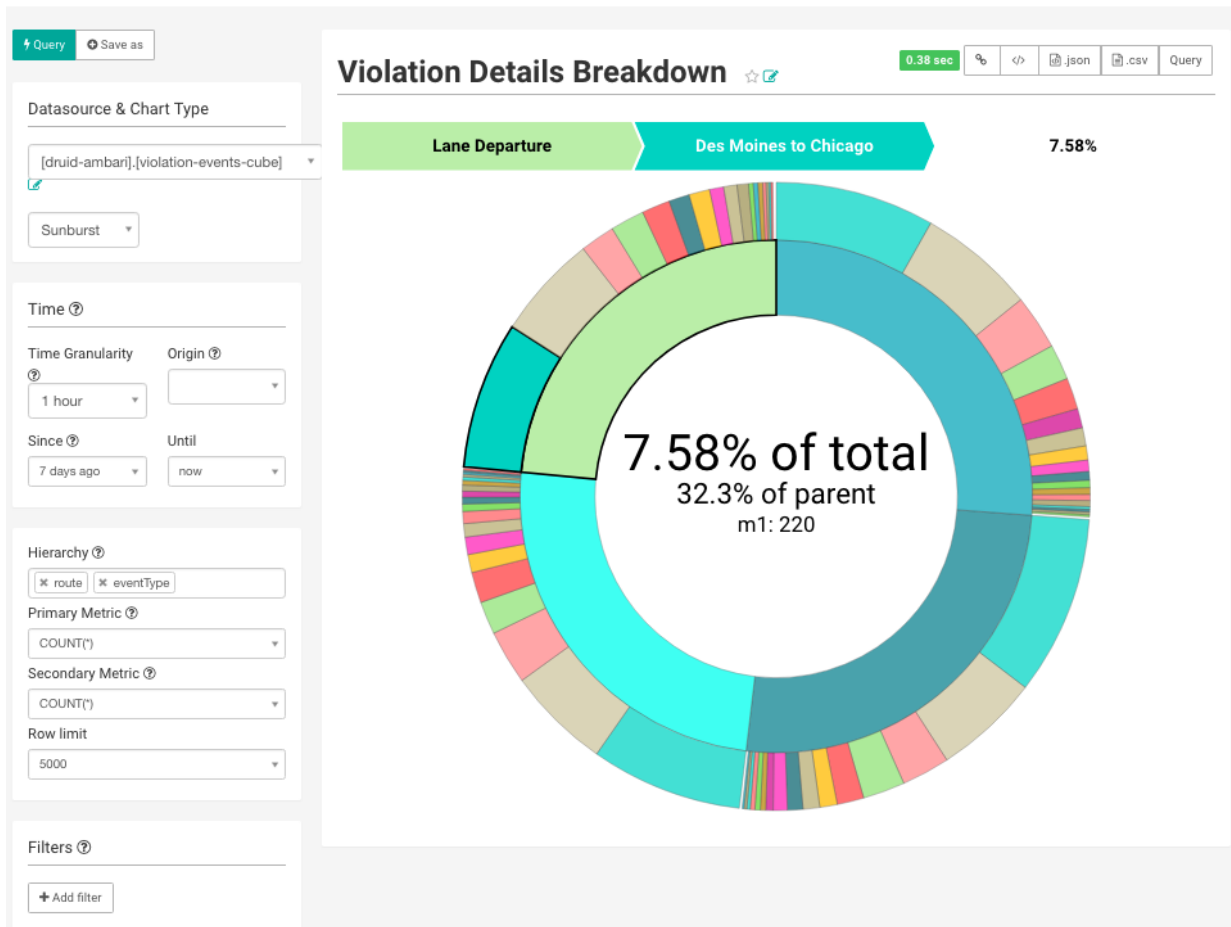 Query
Save as
Datasource & Chart Type
[druid-ambari].[violation-events-cube]
Sunburst
Time
Time Granularity
Origin
1 hour
Since
Until
7 days ago
now
Hierarchy
route
eventType
Primary Metric
COUNT(*)
Secondary Metric
COUNT(*)
Row limit
5000
Filters
+ Add filter
Violation Details Breakdown
0.38 sec
</>
.json
.csv
Query
Lane Departure
Des Moines to Chicago
7.58%
7.58% of total
32.3% of parent
m1: 220